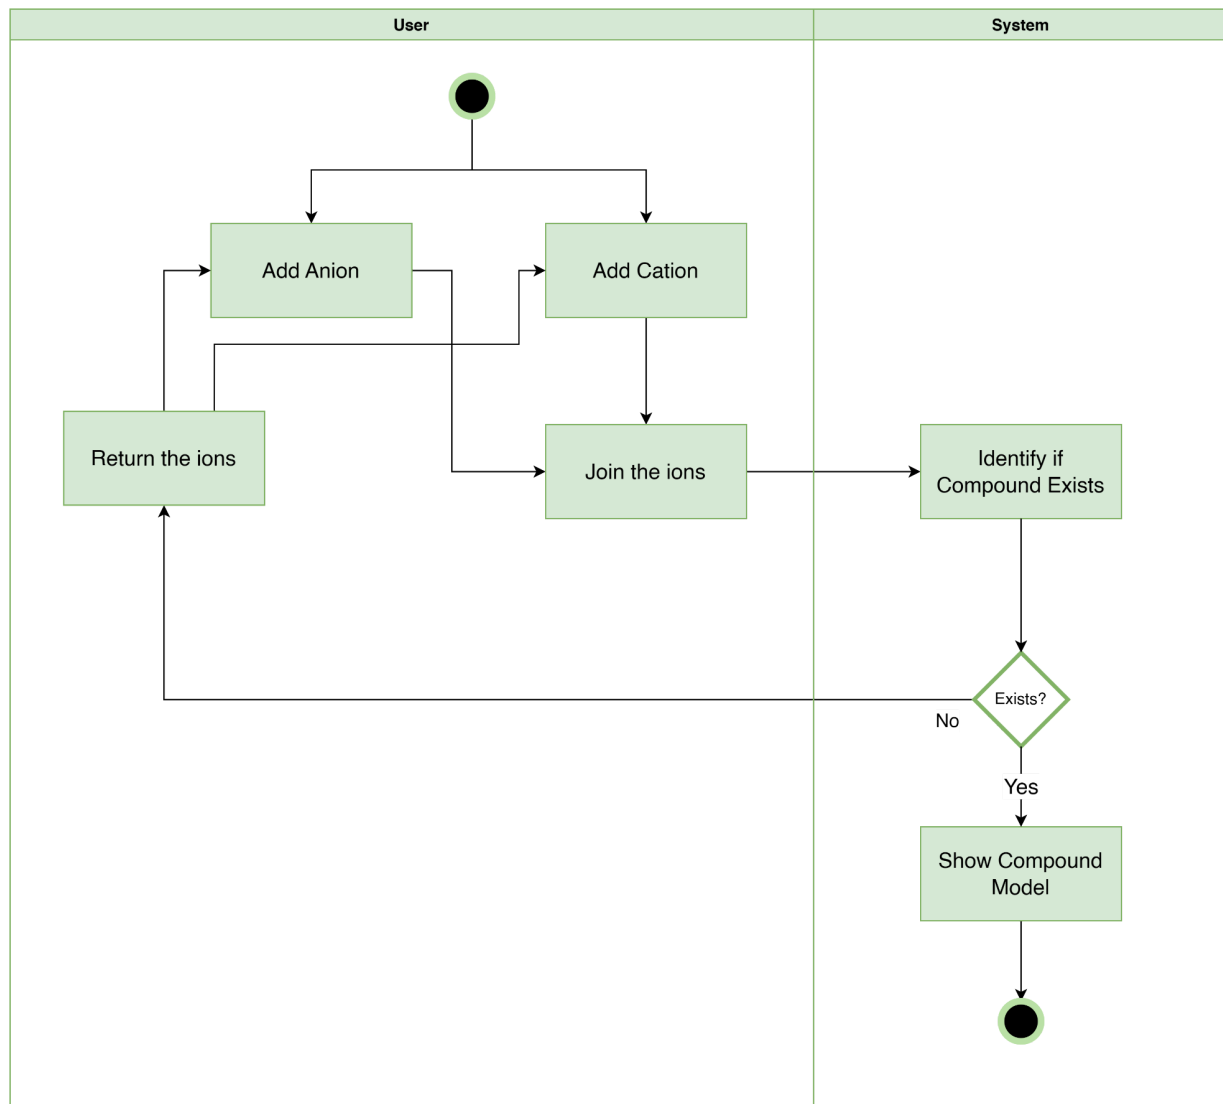 User
System
Add Anion
Add Cation
Return the ions
Join the ions
Identify if
Compound Exists
Exists?
No
Yes
Show Compound
Model